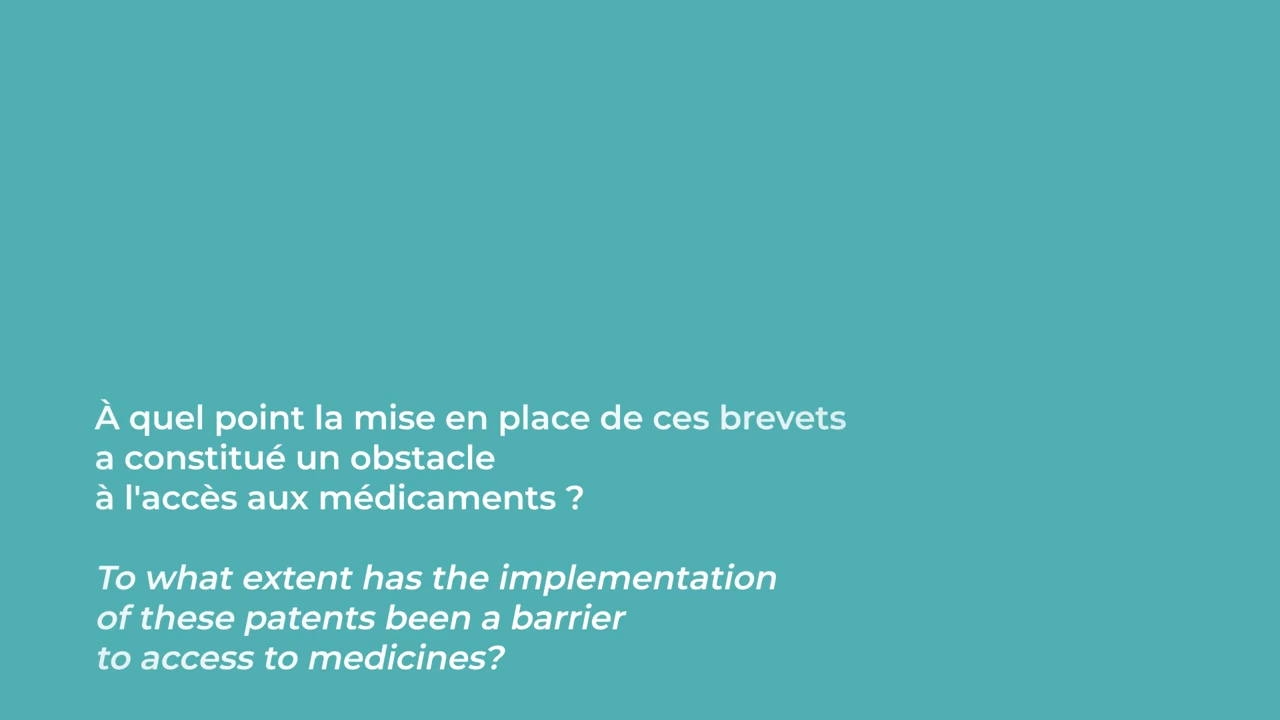 À quel point la mise en place de ces brevets
a constitué un obstacle
à l'accès aux médicaments ?
To what extent has the implementation
of these patents been a barrier
to access to medicines?